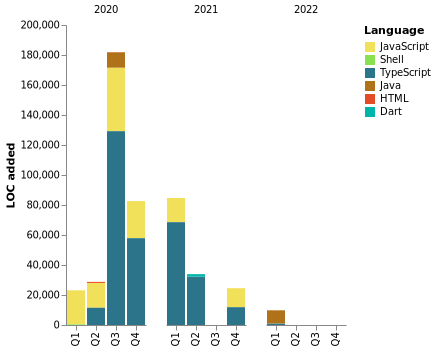 2020 2021 2022
Language
JavaScript
Shell
TypeScript
Java
HTML
Dart
LOC added
200,000
180,000
160,000
140,000
120,000
100,000
80,000
60,000
40,000
20,000
0
Q1 Q2 Q3 Q4 Q1 Q2 Q3 Q4 Q1 Q2 Q3 Q4